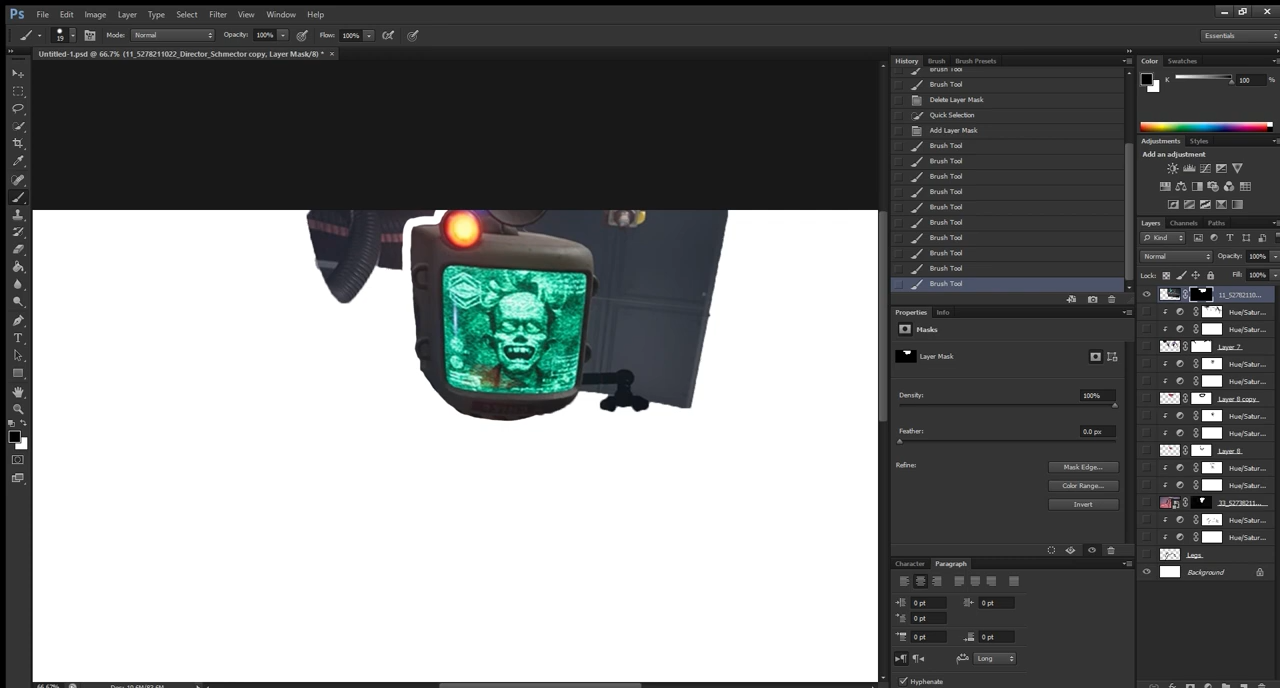 Ps File Edit Image Layer Type Select Filter View Window Help
19 Mode: Normal Opacity: 100% Flow: 100% Essentials
Untitled-1.psd @ 66.7% (11_5278211022_Director_Schmector copy, Layer Mask/8) * ×
History Brush Brush Presets
Brush Tool
Brush Tool
Delete Layer Mask
Quick Selection
Add Layer Mask
Brush Tool
Brush Tool
Brush Tool
Brush Tool
Brush Tool
Brush Tool
Brush Tool
Brush Tool
Brush Tool
Brush Tool
Properties Info
Masks
Layer Mask
Density: 100%
Feather: 0.0 px
Refine: Mask Edge...
Color Range...
Invert
Character Paragraph
0 pt 0 pt
0 pt
0 pt 0 pt
Long
Hyphenate
Color Swatches
K 100 %
Adjustments Styles
Add an adjustment
Layers Channels Paths
Kind
Normal Opacity: 100%
Lock: Fill: 100%
11_52782110...
Hue/Satur...
Hue/Satur...
Layer 7
Hue/Satur...
Hue/Satur...
Layer 8 copy
Hue/Satur...
Hue/Satur...
Layer 8
Hue/Satur...
Hue/Satur...
Hue/Satur...
Hue/Satur...
Legs
Background
66.67%